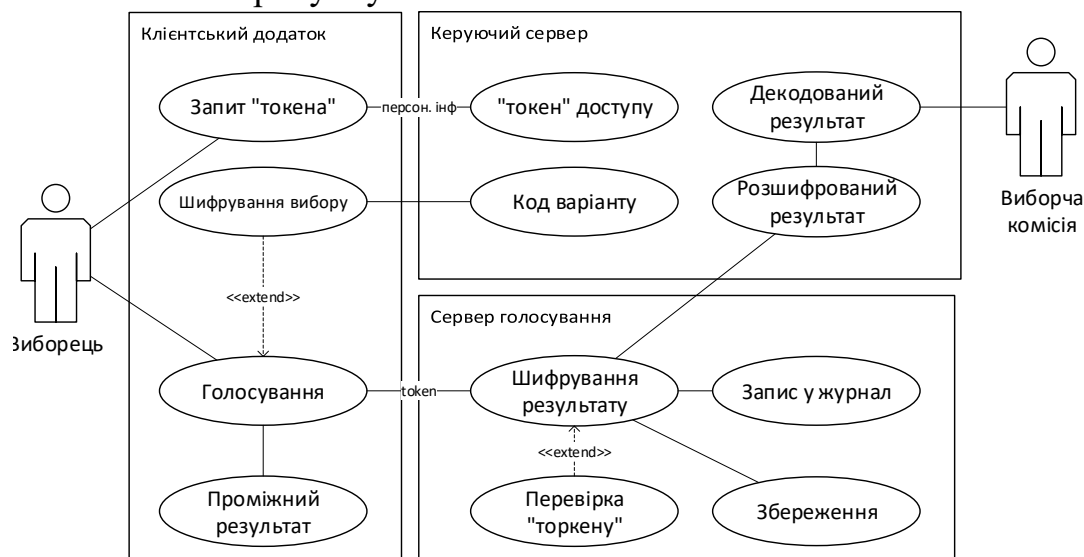 Клієнтський додаток
Керуючий сервер
Запит "токена"
персон. інф
"токен" доступу
Декодований
результат
Шифрування вибору
Код варіанту
Розшифрований
результат
Виборча
комісія
<<extend>>
Сервер голосування
Виборець
Голосування
token
Шифрування
результату
Запис у журнал
<<extend>>
Проміжний
результат
Перевірка
"торкену"
Збереження